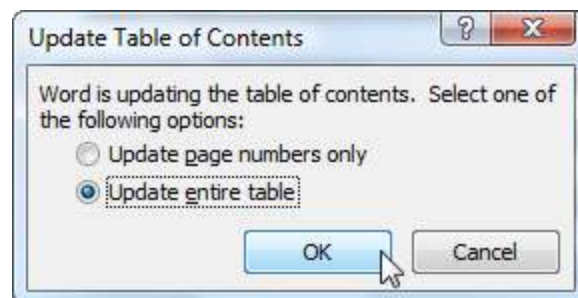 Update Table of Contents
?
Word is updating the table of contents. Select one of
the following options:
Update page numbers only
Update entire table
OK Cancel